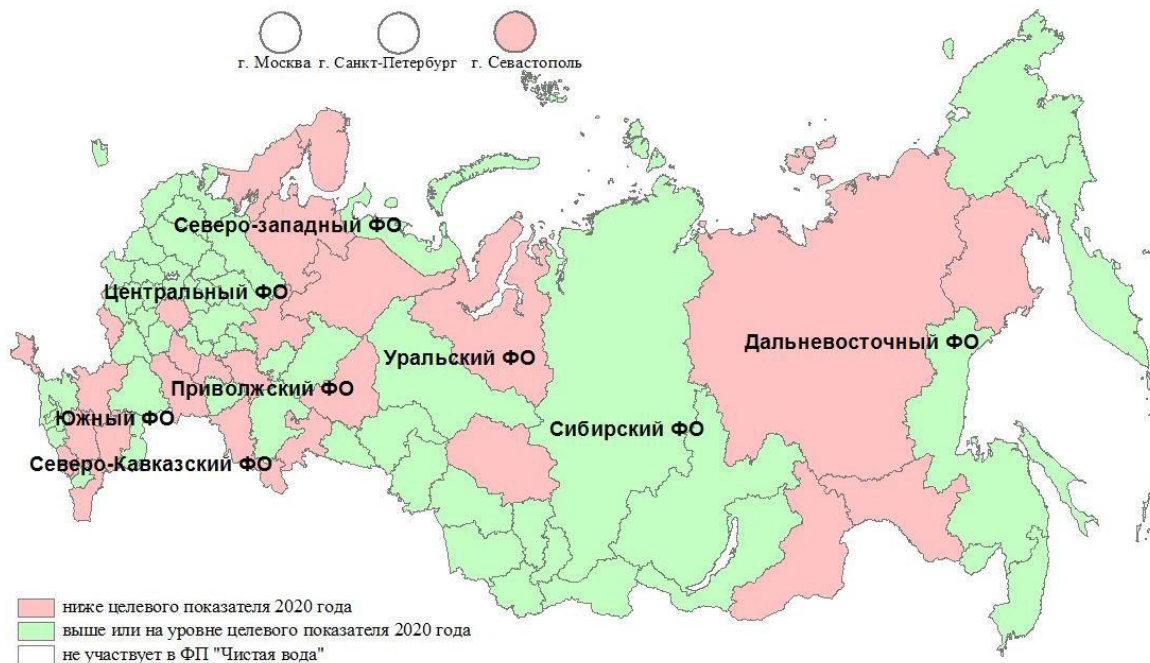 г. Москва г. Санкт-Петербург г. Севастополь
Северо-западный ФО
Центральный ФО
Дальневосточный ФО
Уральский ФО
Приволжский ФО
Южный ФО
Сибирский ФО
Северо-Кавказский ФО
ниже целевого показателя 2020 года
выше или на уровне целевого показателя 2020 года
не участвует в ФП "Чистая вода"